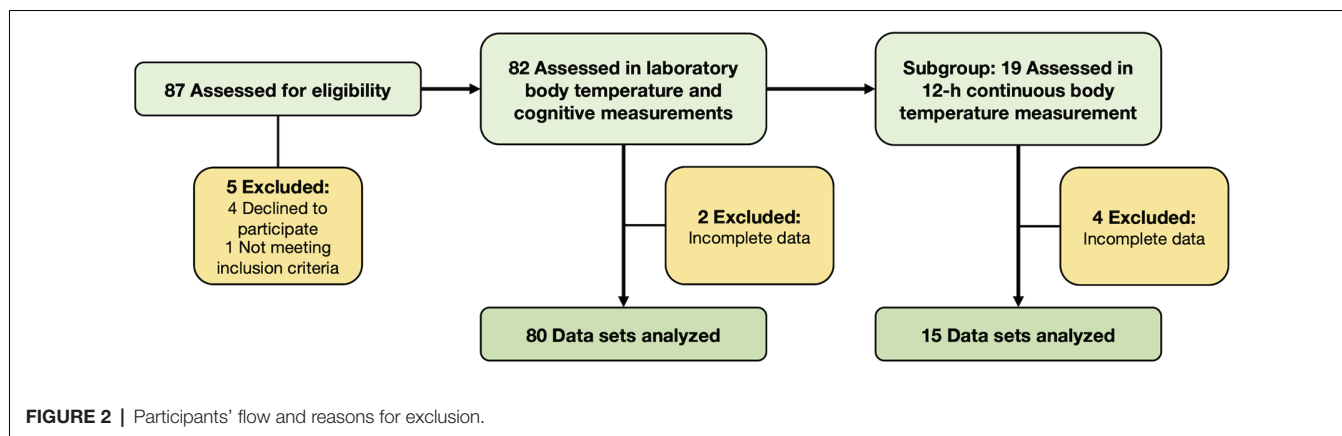 87 Assessed for eligibility
82 Assessed in laboratory
body temperature and
cognitive measurements
Subgroup: 19 Assessed in
12-h continuous body
temperature measurement
5 Excluded:
4 Declined to
participate
1 Not meeting
inclusion criteria
2 Excluded:
Incomplete data
4 Excluded:
Incomplete data
80 Data sets analyzed
15 Data sets analyzed
FIGURE 2 | Participants’ flow and reasons for exclusion.